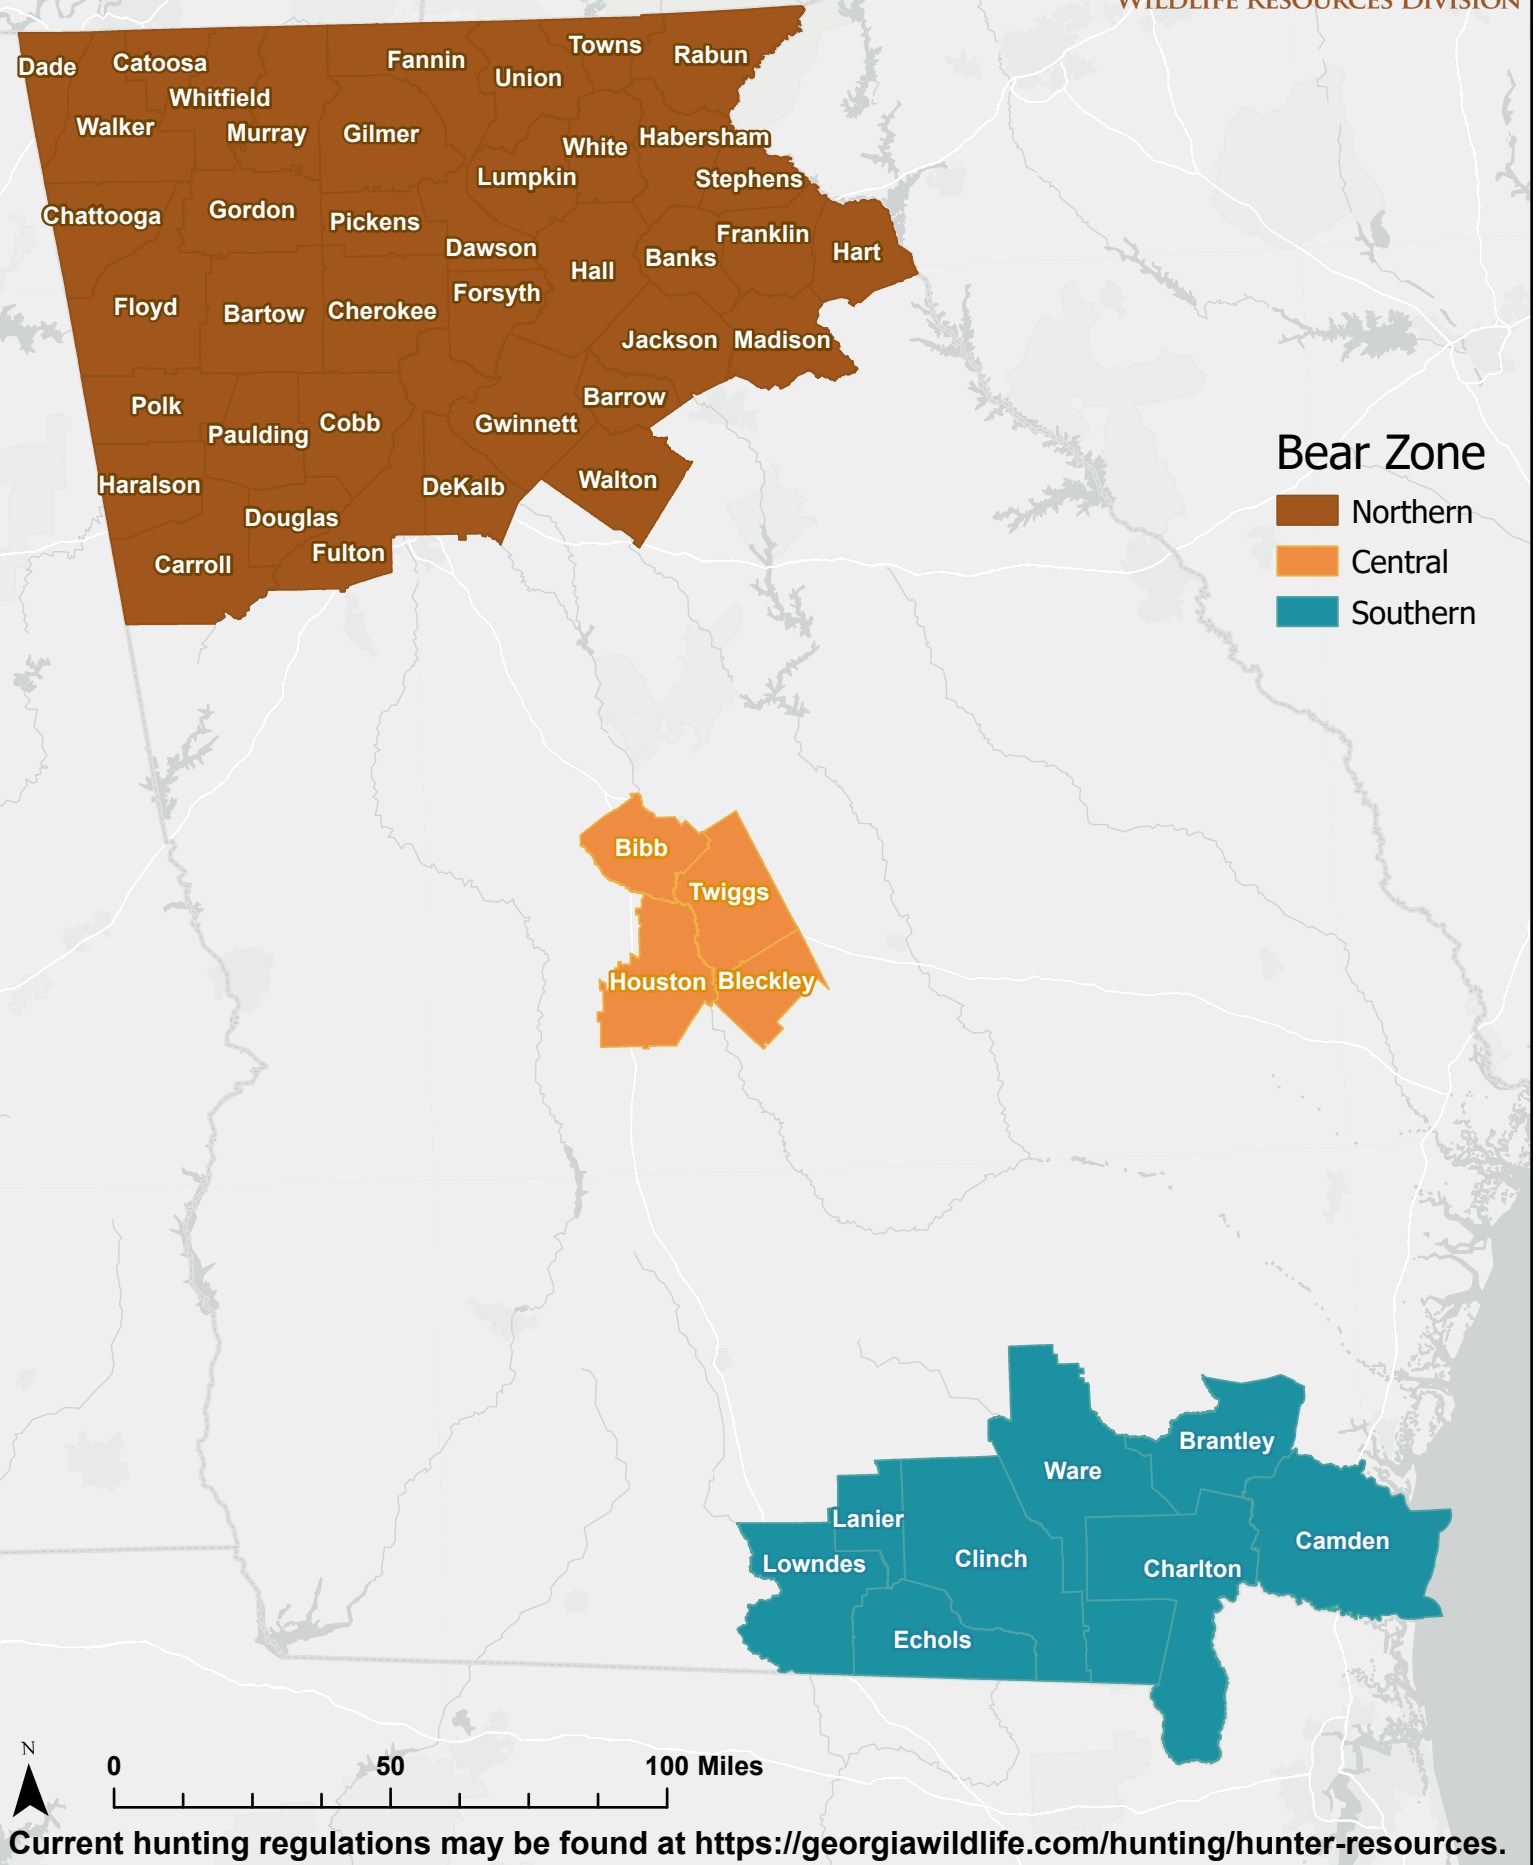 WILDLIFE RESOURCES DIVISION
Dade
Catoosa
Fannin
Towns
Rabun
Union
Whitfield
Walker
Murray
Gilmer
White
Habersham
Lumpkin
Stephens
Chattooga
Gordon
Pickens
Dawson
Franklin
Hart
Banks
Hall
Forsyth
Floyd
Bartow
Cherokee
Jackson
Madison
Barrow
Polk
Paulding
Cobb
Gwinnett
Haralson
DeKalb
Walton
Douglas
Fulton
Carroll
Bear Zone
Northern
Central
Southern
Bibb
Twiggs
Houston
Bleckley
Brantley
Ware
Lanier
Camden
Lowndes
Clinch
Charlton
Echols
N
0 50 100 Miles
Current hunting regulations may be found at https://georgiawildlife.com/hunting/hunter-resources.